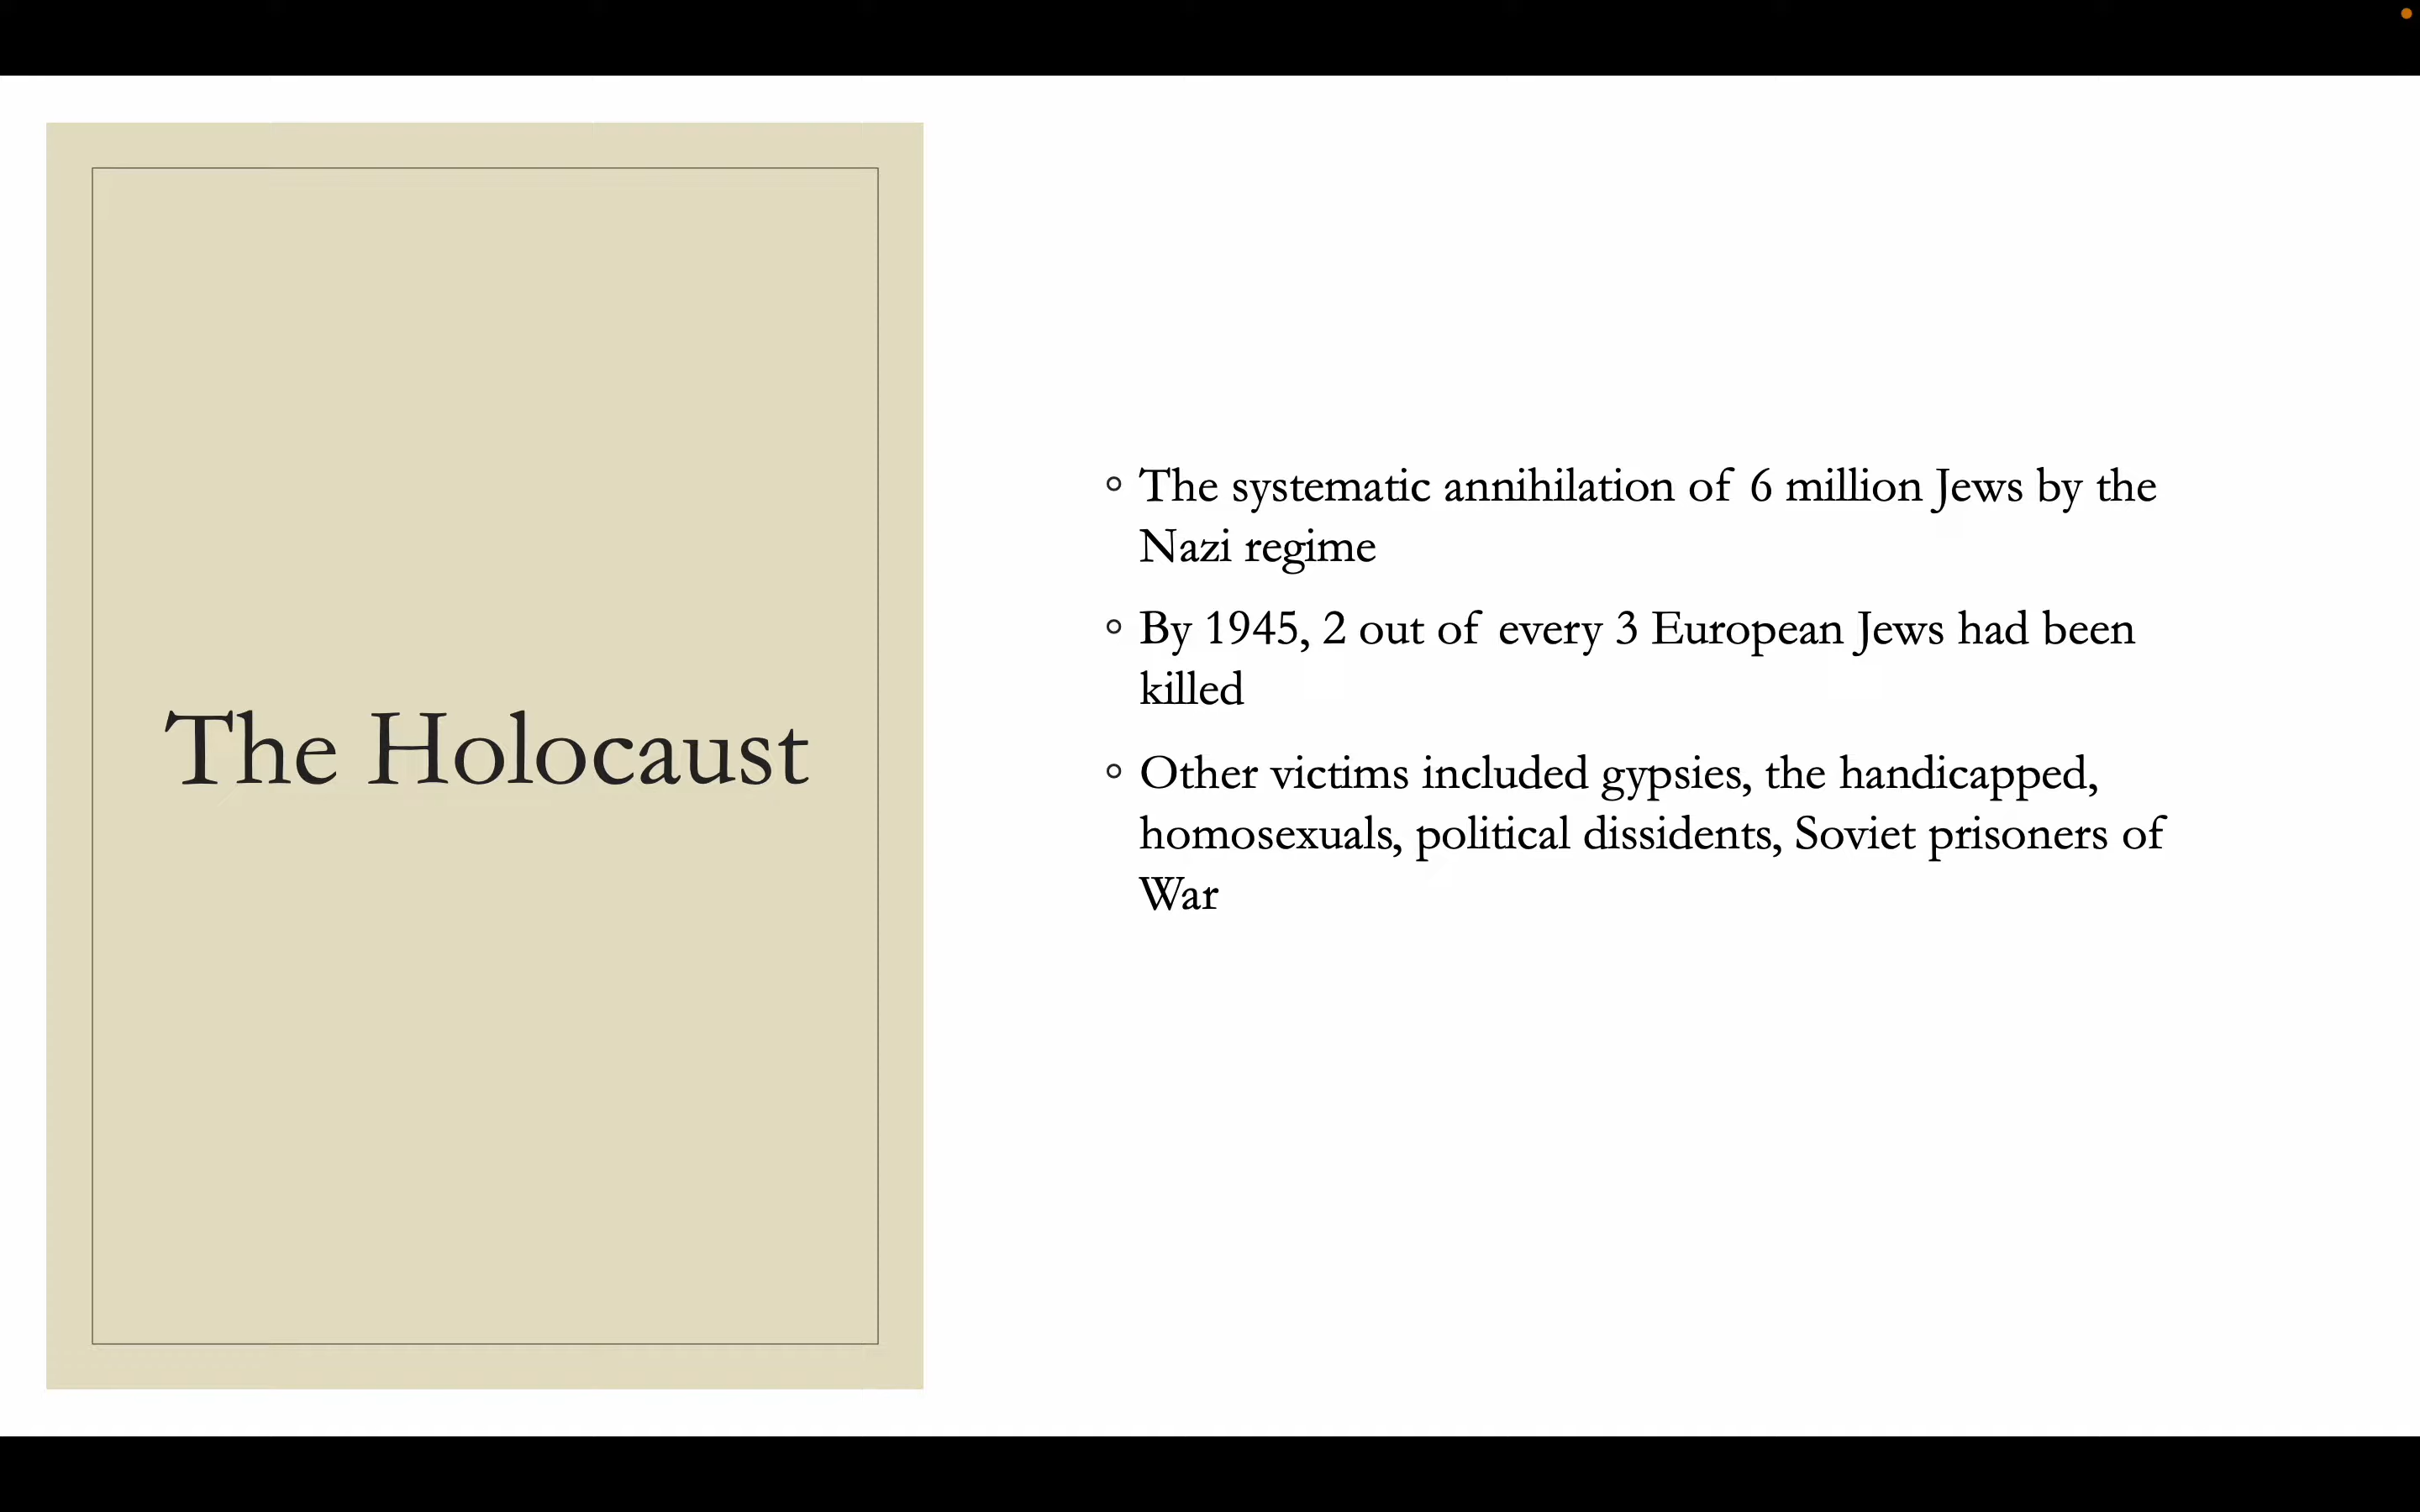 The Holocaust
The systematic annihilation of 6 million Jews by the
Nazi regime
By 1945, 2 out of every 3 European Jews had been
killed
Other victims included gypsies, the handicapped,
homosexuals, political dissidents, Soviet prisoners of
War